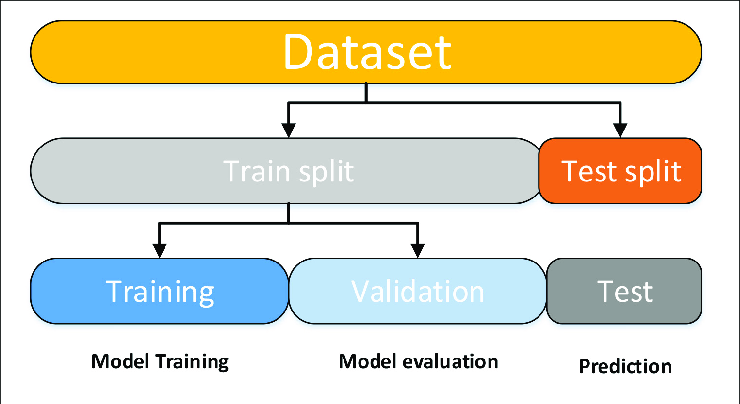 Dataset
Train split
Test split
Training
Validation
Test
Model Training
Model evaluation
Prediction